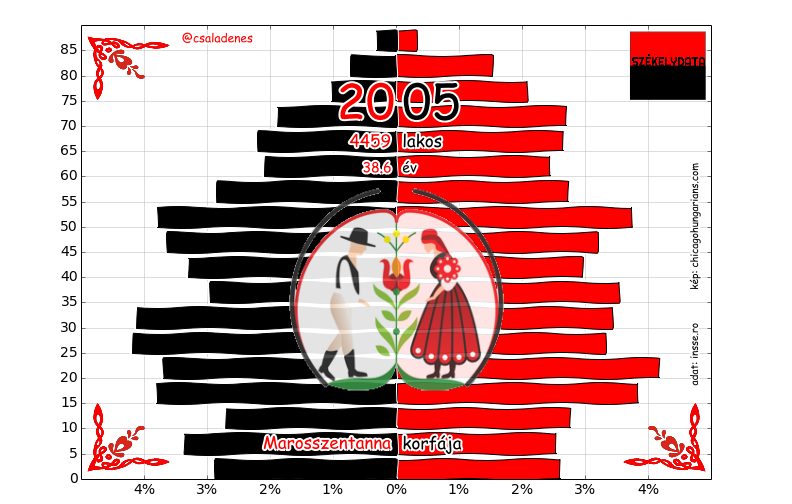 @csaladenes
SZÉKELYDATA
2005
4459 lakos
38.6 év
kép: chicagohungarians.com
adat: insse.ro
Marosszentanna korfája
85
80
75
70
65
60
55
50
45
40
35
30
25
20
15
10
5
0
4% 3% 2% 1% 0% 1% 2% 3% 4%